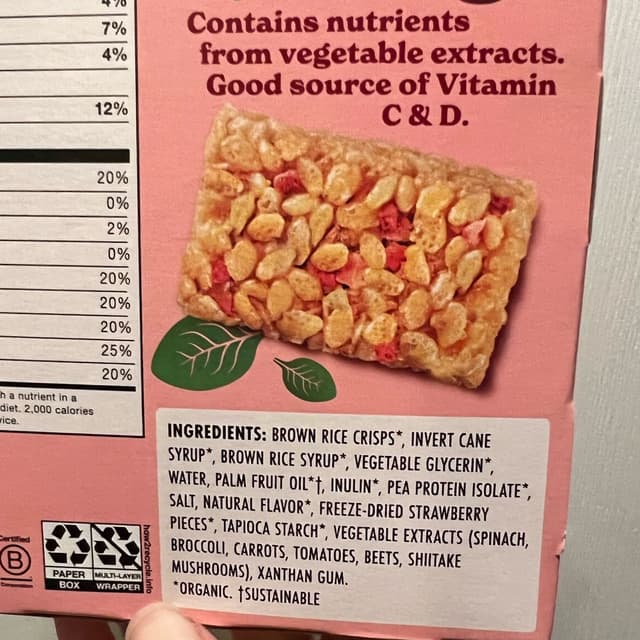 4%
7%
4%
12%
20%
0%
2%
0%
20%
20%
20%
25%
20%
h a nutrient in a
diet. 2,000 calories
Contains nutrients
from vegetable extracts.
Good source of Vitamin
C & D.
INGREDIENTS: BROWN RICE CRISPS*, INVERT CANE
SYRUP*, BROWN RICE SYRUP*, VEGETABLE GLYCERIN*,
WATER, PALM FRUIT OIL*†, INULIN*, PEA PROTEIN ISOLATE*,
SALT, NATURAL FLAVOR*, FREEZE-DRIED STRAWBERRY
PIECES*, TAPIOCA STARCH*, VEGETABLE EXTRACTS (SPINACH,
BROCCOLI, CARROTS, TOMATOES, BEETS, SHIITAKE
MUSHROOMS), XANTHAN GUM.
*ORGANIC. †SUSTAINABLE
Certified
B
Corporation
PAPER
BOX
MULTI-LAYER
WRAPPER
how2recycle.info